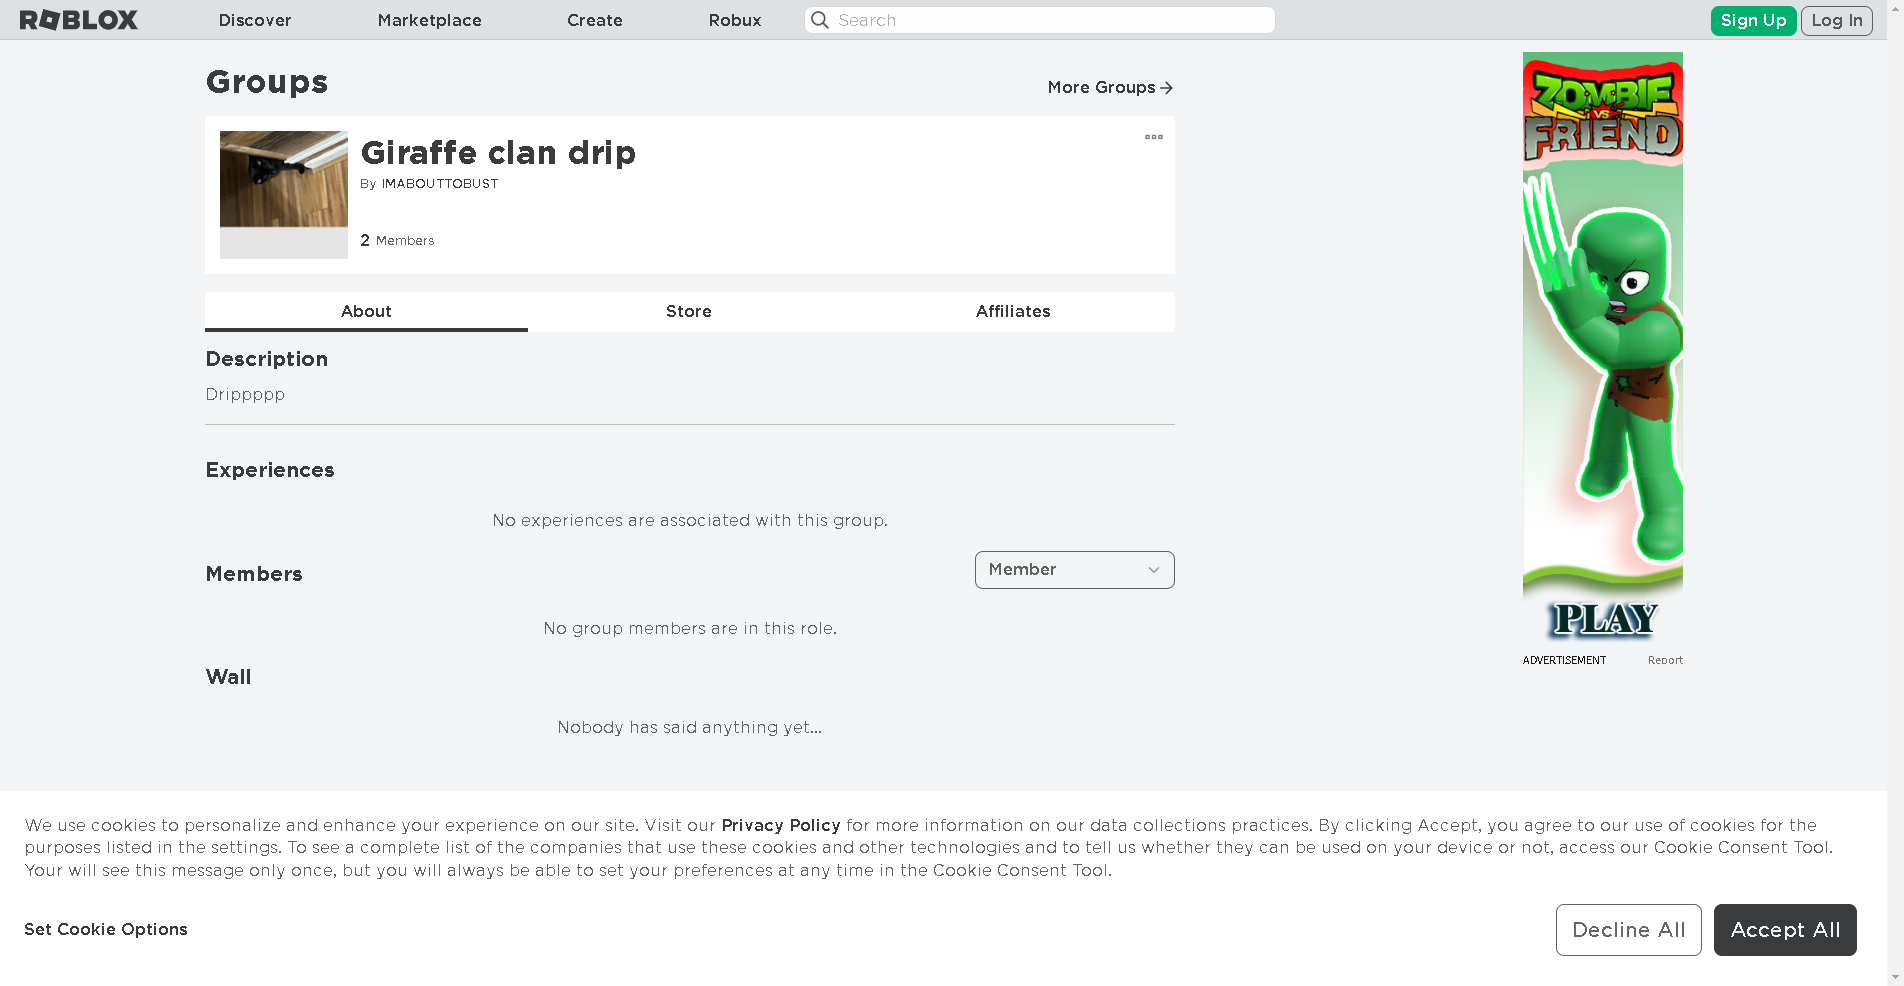 ROBLOX
Discover
Marketplace
Create
Robux
Search
Sign Up
Log In
Groups
More Groups
Giraffe clan drip
By IMABOUTTOBUST
2 Members
About
Store
Affiliates
Description
Drippppp
Experiences
No experiences are associated with this group.
Members
Member
No group members are in this role.
Wall
Nobody has said anything yet...
ZOMBIE
VS
FRIEND
PLAY
ADVERTISEMENT
Report
We use cookies to personalize and enhance your experience on our site. Visit our Privacy Policy for more information on our data collections practices. By clicking Accept, you agree to our use of cookies for the
purposes listed in the settings. To see a complete list of the companies that use these cookies and other technologies and to tell us whether they can be used on your device or not, access our Cookie Consent Tool.
Your will see this message only once, but you will always be able to set your preferences at any time in the Cookie Consent Tool.
Set Cookie Options
Decline All
Accept All